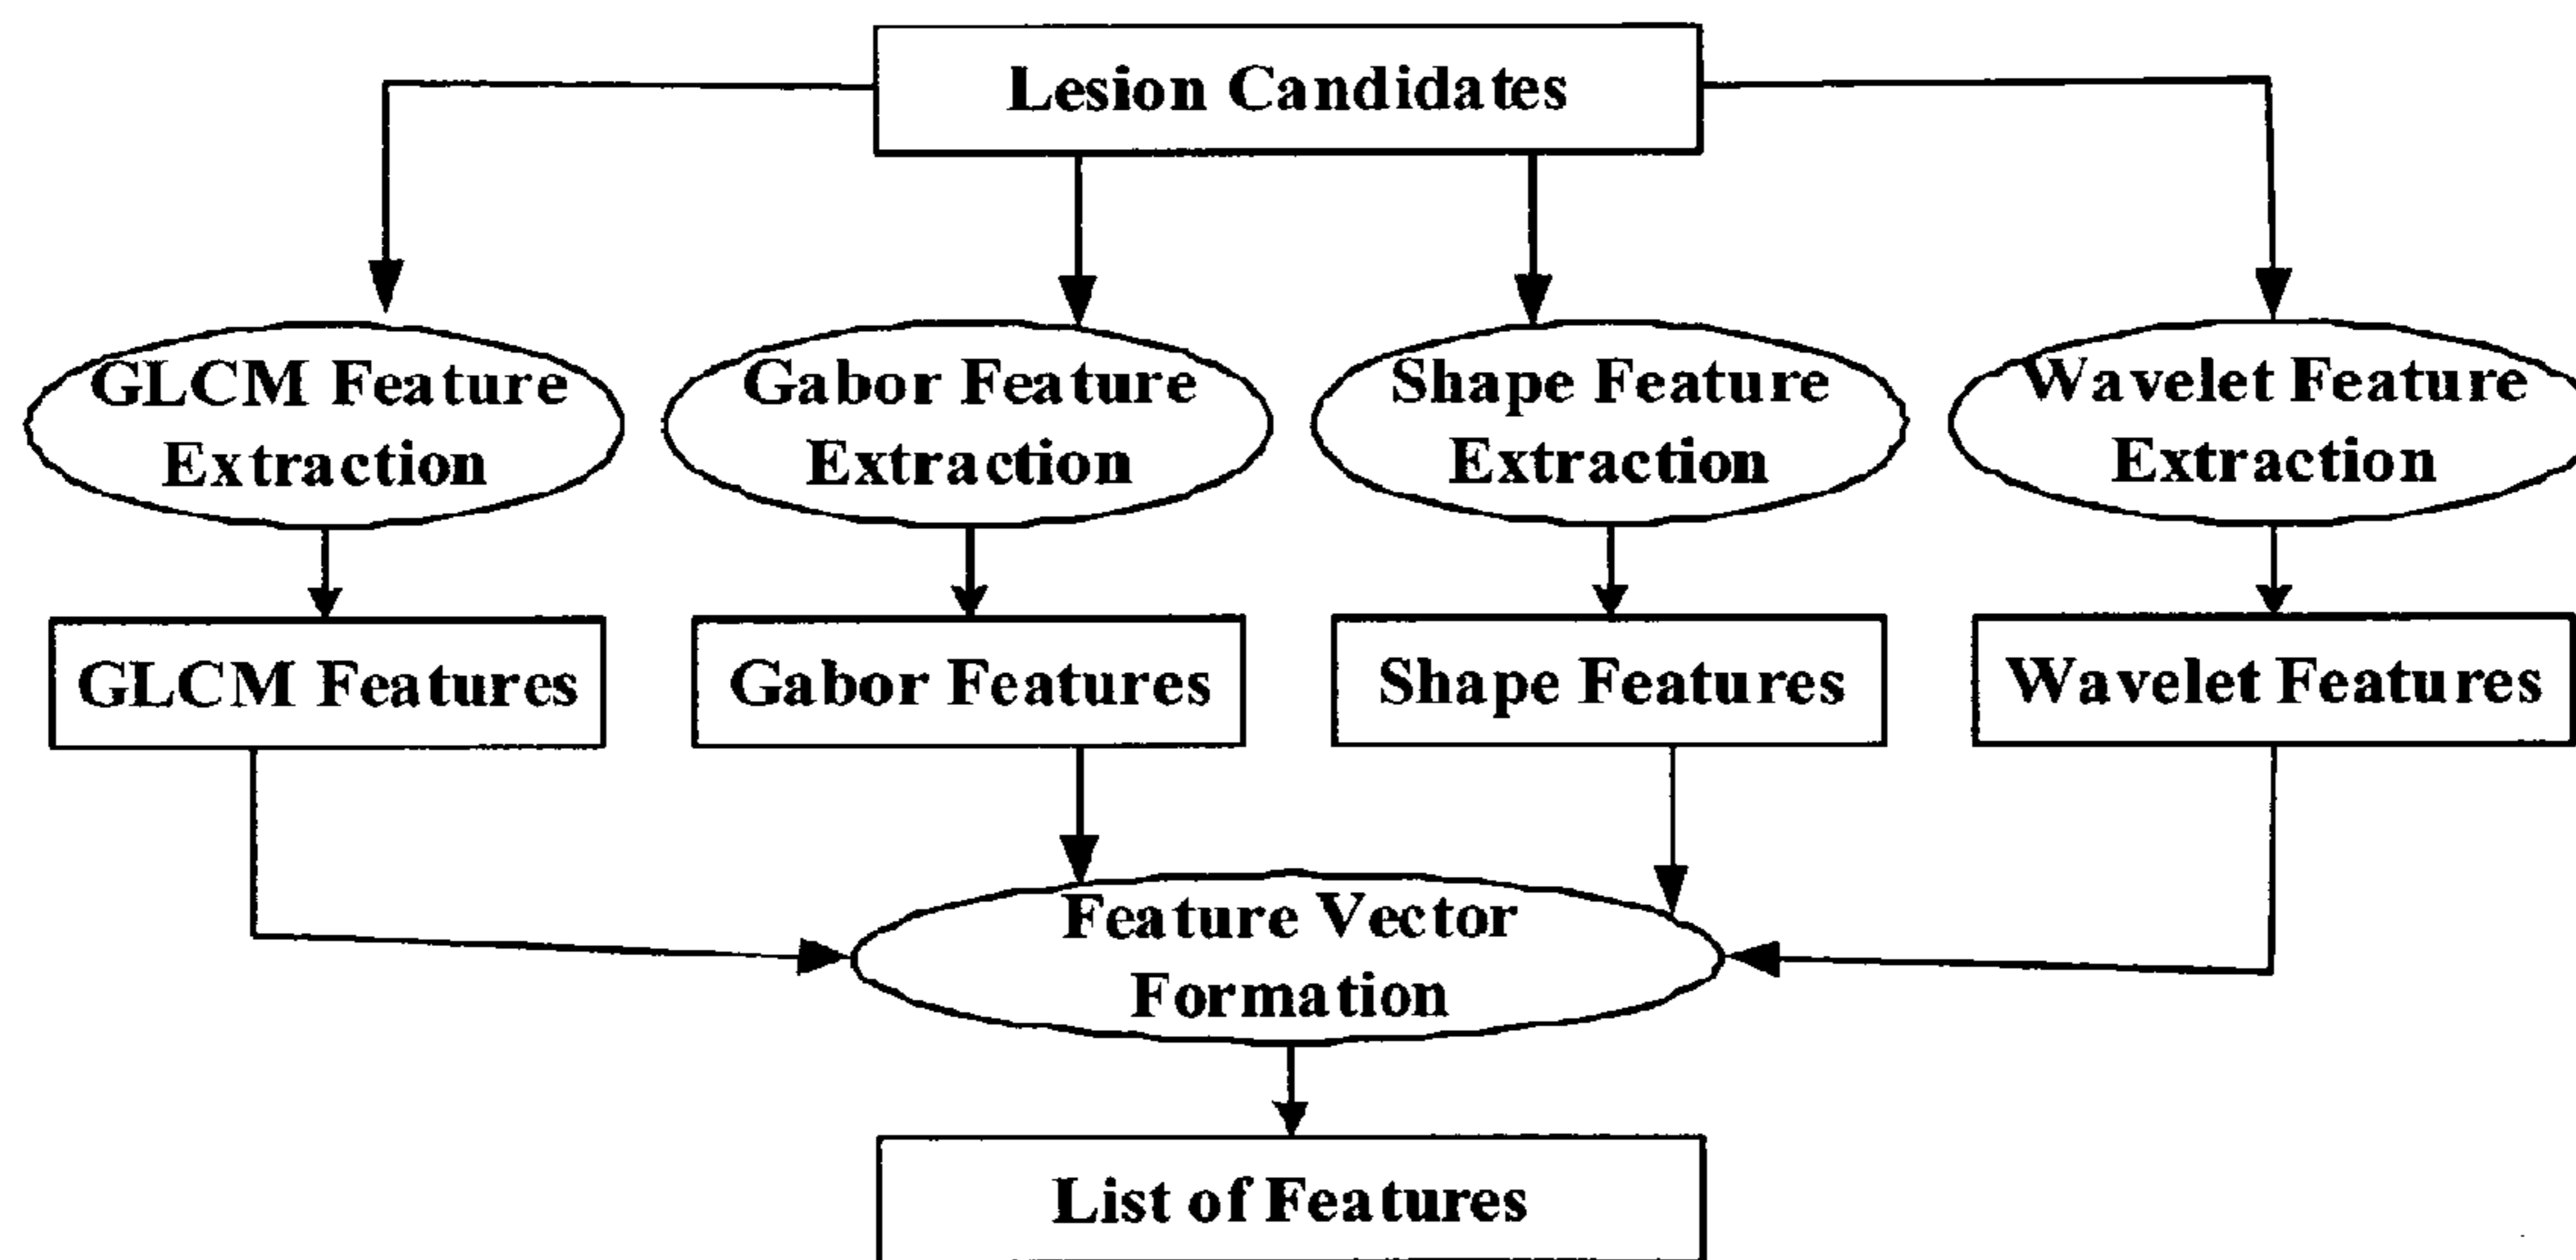 Lesion Candidates
GLCM Feature
Extraction
Gabor Feature
Extraction
Shape Feature
Extraction
Wavelet Feature
Extraction
GLCM Features
Gabor Features
Shape Features
Wavelet Features
Feature Vector
Formation
List of Features